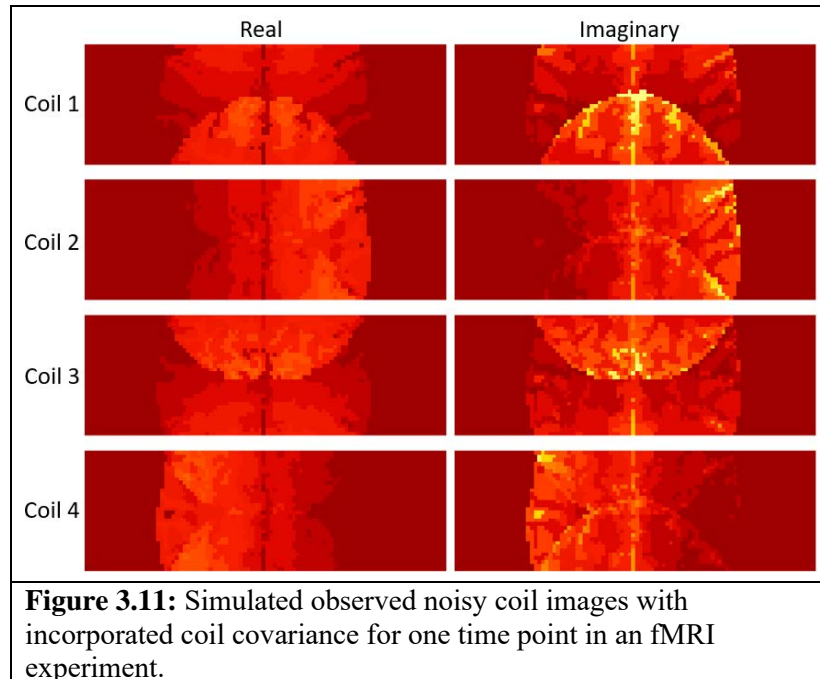 Real Imaginary
Coil 1
Coil 2
Coil 3
Coil 4
Figure 3.11: Simulated observed noisy coil images with
incorporated coil covariance for one time point in an fMRI
experiment.